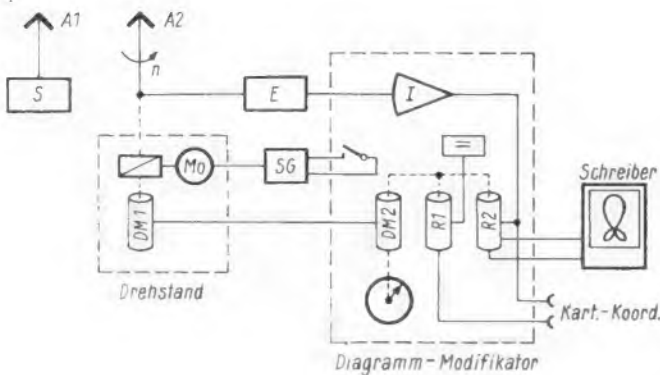 A1
A2
n
S
E
I
Mo
SG
=
Schreiber
DM1
DM2
R1
R2
Drehstand
Kart.-Koord.
Diagramm-Modifikator